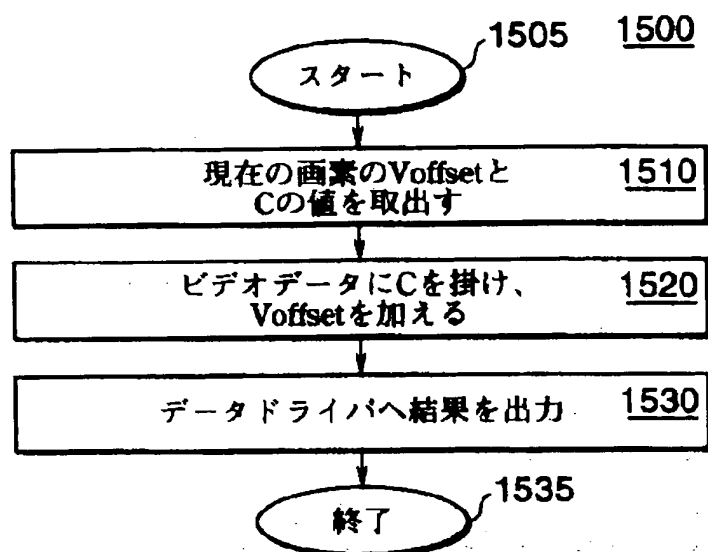 1505
1500
スタート
現在の画素のVoffsetと
Cの値を取出す
1510
ビデオデータにCを掛け、
Voffsetを加える
1520
データドライバへ結果を出力
1530
1535
終了